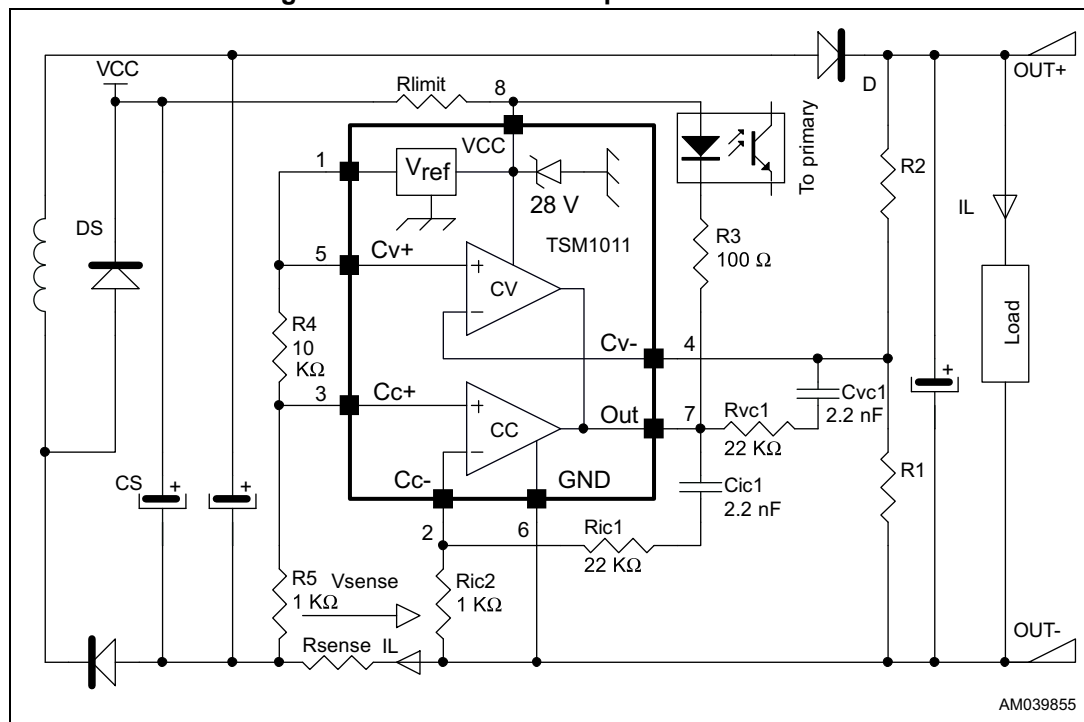 VCC
Rlimit
8
D
OUT+
1
VCC
Vref
28 V
To primary
R2
IL
DS
5
Cv+
TSM1011
R3
100 Ω
CV
R4
10
KΩ
Cv-
4
Load
3
Cc+
Cvc1
2.2 nF
CC
Out
7
Rvc1
22 KΩ
R1
Cc-
GND
Cic1
2.2 nF
CS
2
6
Ric1
22 KΩ
R5
1 KΩ
Vsense
Ric2
1 KΩ
Rsense
IL
OUT-
AM039855